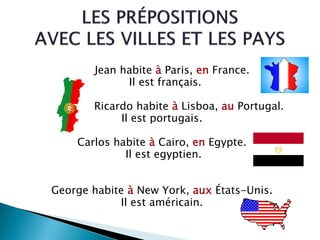 LES PRÉPOSITIONS
AVEC LES VILLES ET LES PAYS
Jean habite à Paris, en France.
Il est français.
Ricardo habite à Lisboa, au Portugal.
Il est portugais.
Carlos habite à Cairo, en Egypte.
Il est egyptien.
George habite à New York, aux États-Unis.
Il est américain.